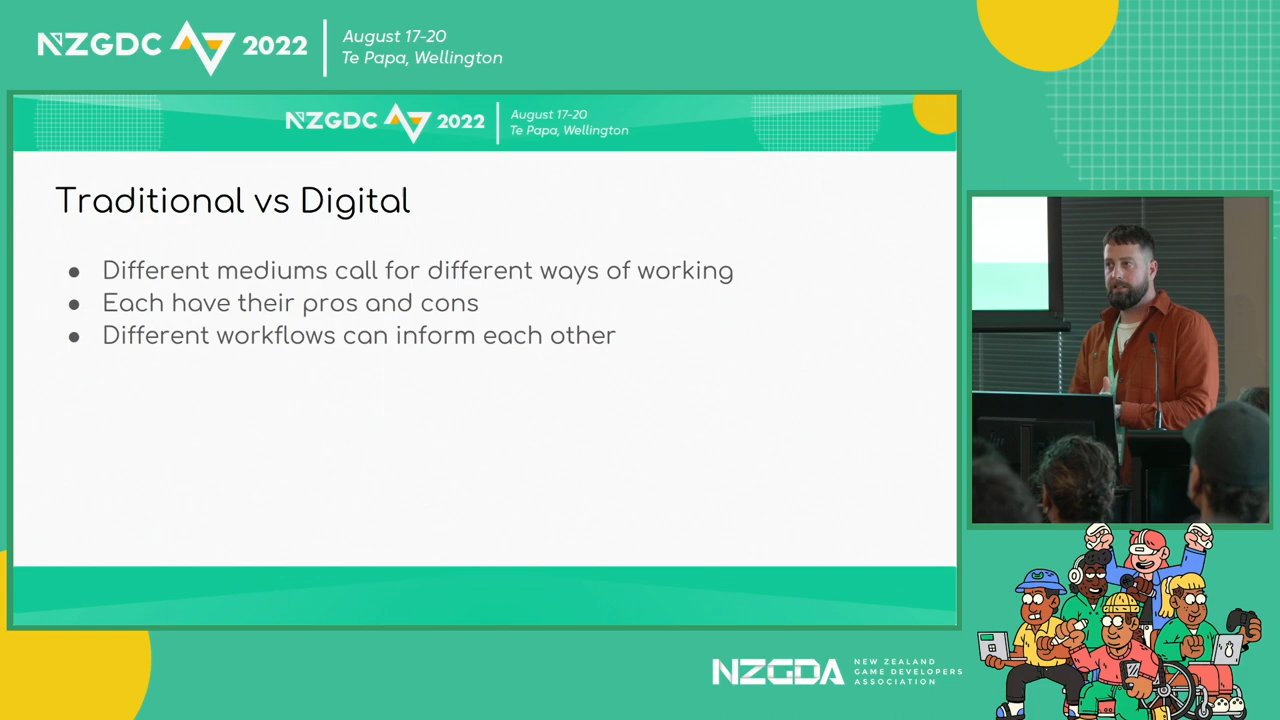 NZGDC 2022
August 17-20
Te Papa, Wellington
NZGDC 2022
August 17-20
Te Papa, Wellington
Traditional vs Digital
● Different mediums call for different ways of working
● Each have their pros and cons
● Different workflows can inform each other
NZGDA
NEW ZEALAND
GAME DEVELOPERS
ASSOCIATION